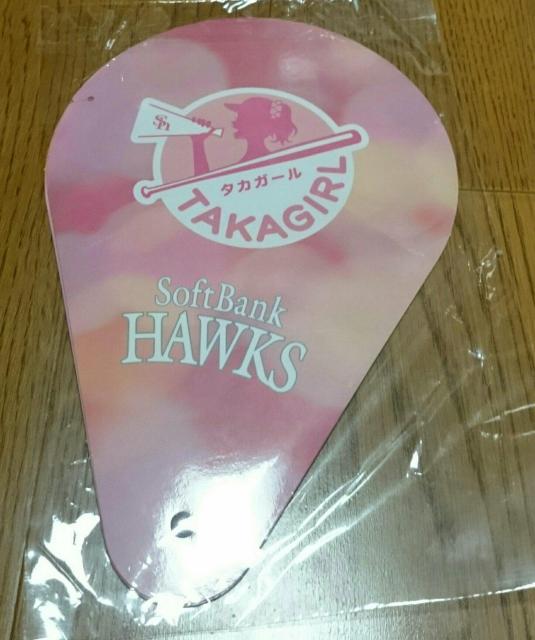 SH
タカガール
TAKAGIRL
SoftBank
HAWKS